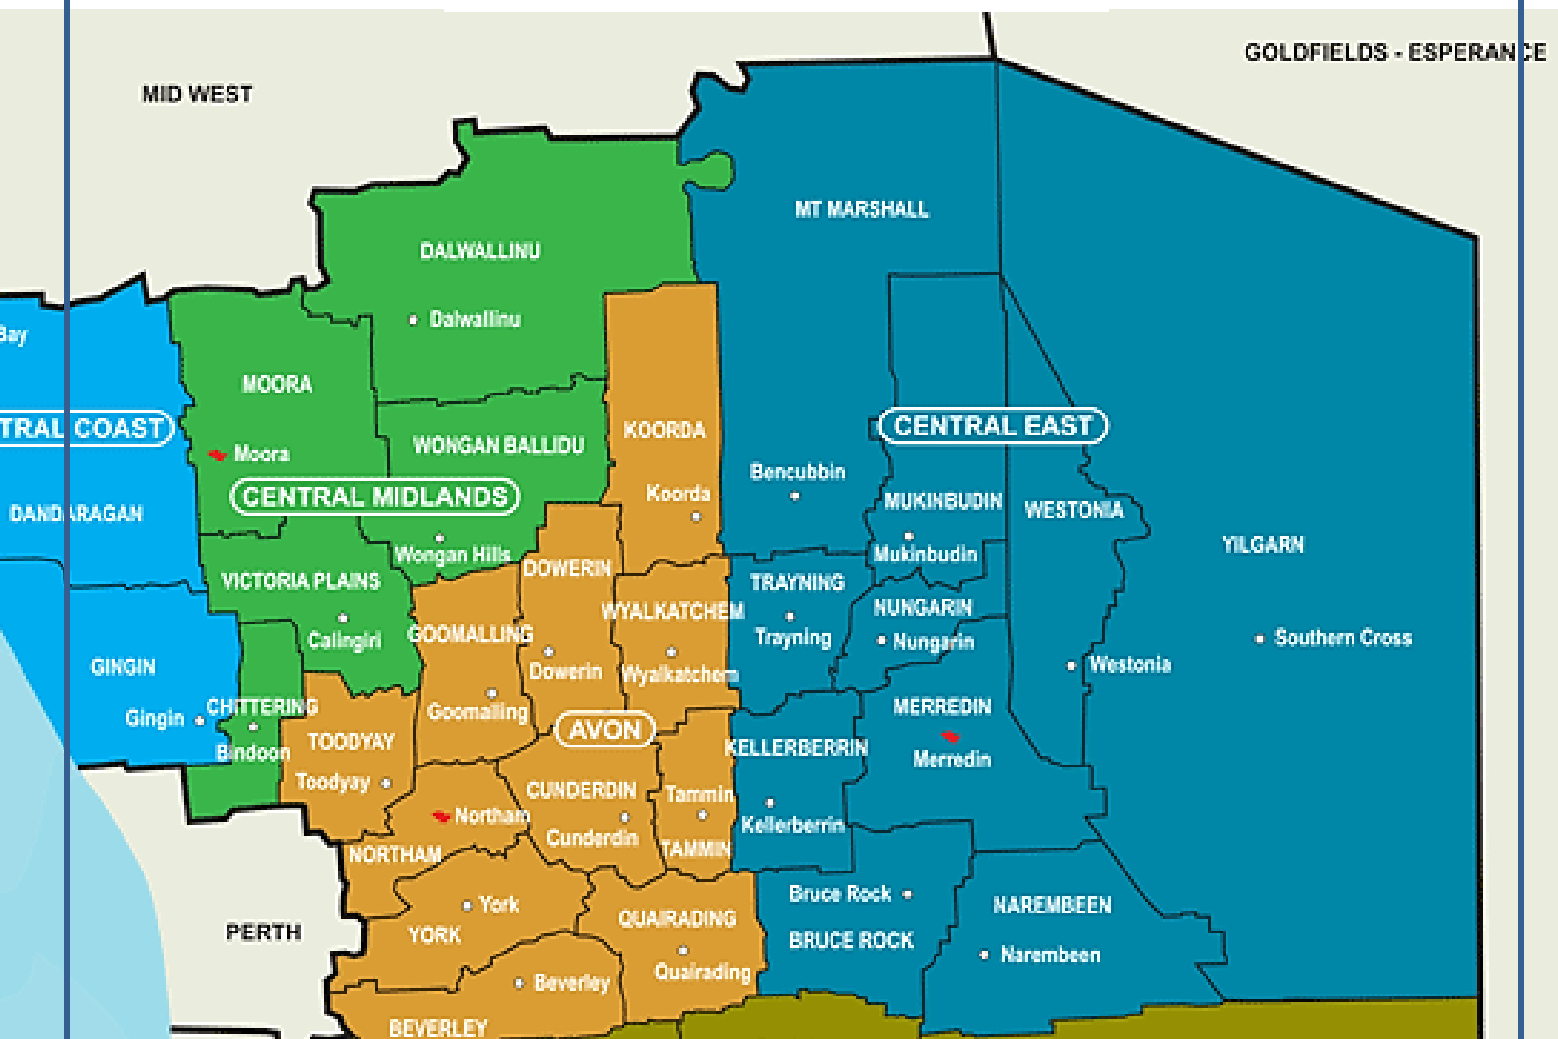 GOLDFIELDS - ESPERANCE
MID WEST
MT MARSHALL
DALWALLINU
Dalwallinu
Bay
MOORA
TRAL COAST
CENTRAL EAST
KOORDA
WONGAN BALLIDU
Moora
Bencubbin
CENTRAL MIDLANDS
Koorda
MUKINBUDIN
WESTONIA
DANDARAGAN
YILGARN
Wongan Hills
Mukinbudin
DOWERIN
VICTORIA PLAINS
TRAYNING
WYALKATCHEM
NUNGARIN
GOOMALLING
Calingiri
Trayning
Nungarin
Southern Cross
GINGIN
Dowerin
Wyalkatchem
Westonia
CHITTERING
MERREDIN
Gingin
Goomalling
AVON
TOODYAY
KELLERBERRIN
Bindoon
Merredin
Toodyay
CUNDERDIN
Tammin
Northam
Kellerberrin
Cunderdin
TAMMIN
NORTHAM
Bruce Rock
York
NAREMBEEN
QUAIRADING
PERTH
YORK
BRUCE ROCK
Narembeen
Quairading
Beverley
BEVERLEY